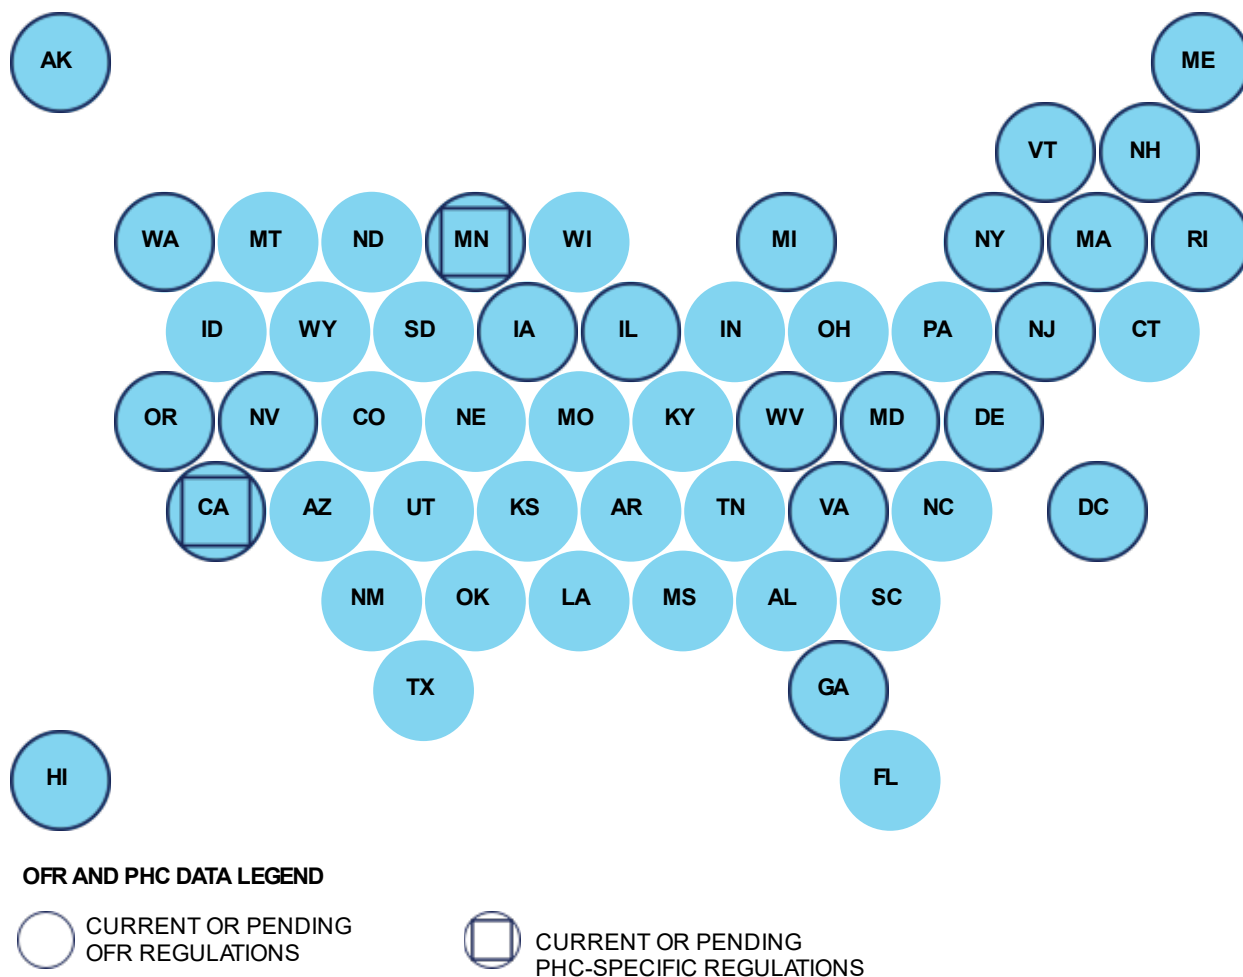 AK
ME
VT
NH
WA
MT
ND
MN
WI
MI
NY
MA
RI
ID
WY
SD
IA
IL
IN
OH
PA
NJ
CT
OR
NV
CO
NE
MO
KY
WV
MD
DE
CA
AZ
UT
KS
AR
TN
VA
NC
DC
NM
OK
LA
MS
AL
SC
TX
GA
HI
FL
OFR AND PHC DATA LEGEND
CURRENT OR PENDING
OFR REGULATIONS
CURRENT OR PENDING
PHC-SPECIFIC REGULATIONS